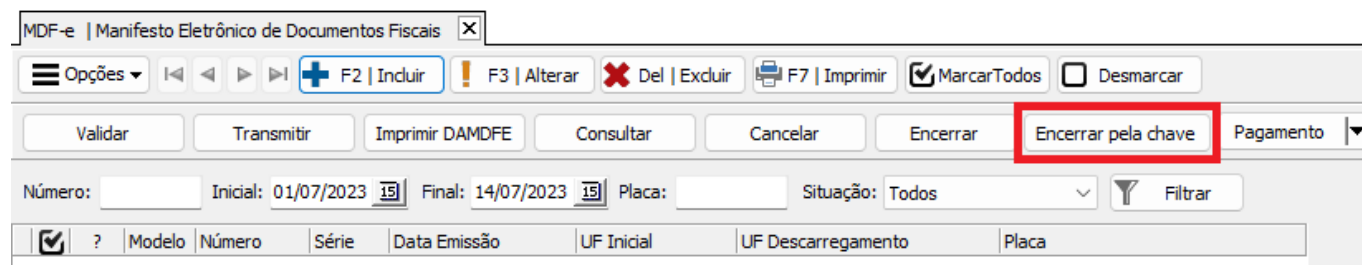 MDF-e | Manifesto Eletrônico de Documentos Fiscais
Opções F2 | Incluir F3 | Alterar Del | Excluir F7 | Imprimir MarcarTodos Desmarcar
Validar Transmitir Imprimir DAMDFE Consultar Cancelar Encerrar Encerrar pela chave Pagamento
Número: Inicial: 01/07/2023 15 Final: 14/07/2023 15 Placa: Situação: Todos Filtrar
? Modelo Número Série Data Emissão UF Inicial UF Descarregamento Placa